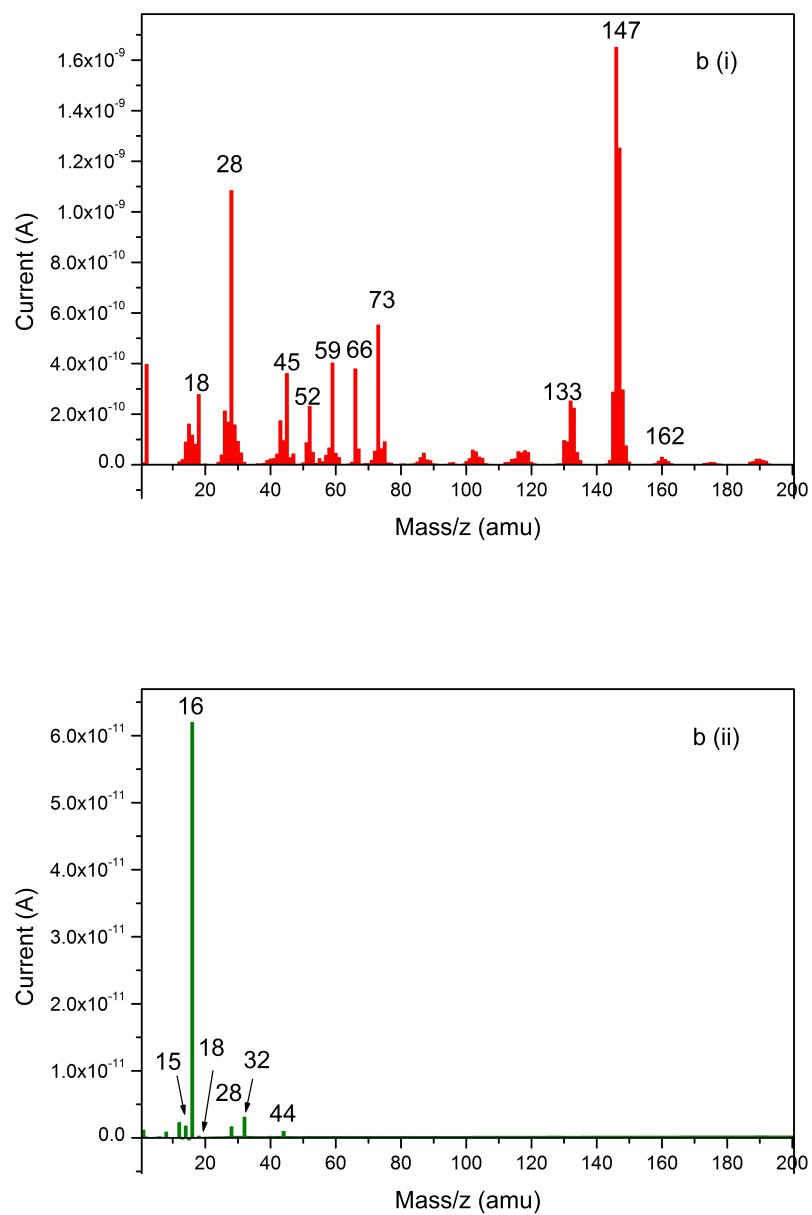 147
b (i)
1.6x10⁻⁹
1.4x10⁻⁹
1.2x10⁻⁹
28
1.0x10⁻⁹
8.0x10⁻¹⁰
73
6.0x10⁻¹⁰
59 66
4.0x10⁻¹⁰
45
18
52
133
2.0x10⁻¹⁰
162
0.0
Current (A)
20 40 60 80 100 120 140 160 180 200
Mass/z (amu)
16
b (ii)
6.0x10⁻¹¹
5.0x10⁻¹¹
4.0x10⁻¹¹
3.0x10⁻¹¹
2.0x10⁻¹¹
15 18 32
1.0x10⁻¹¹
28
44
0.0
Current (A)
20 40 60 80 100 120 140 160 180 200
Mass/z (amu)